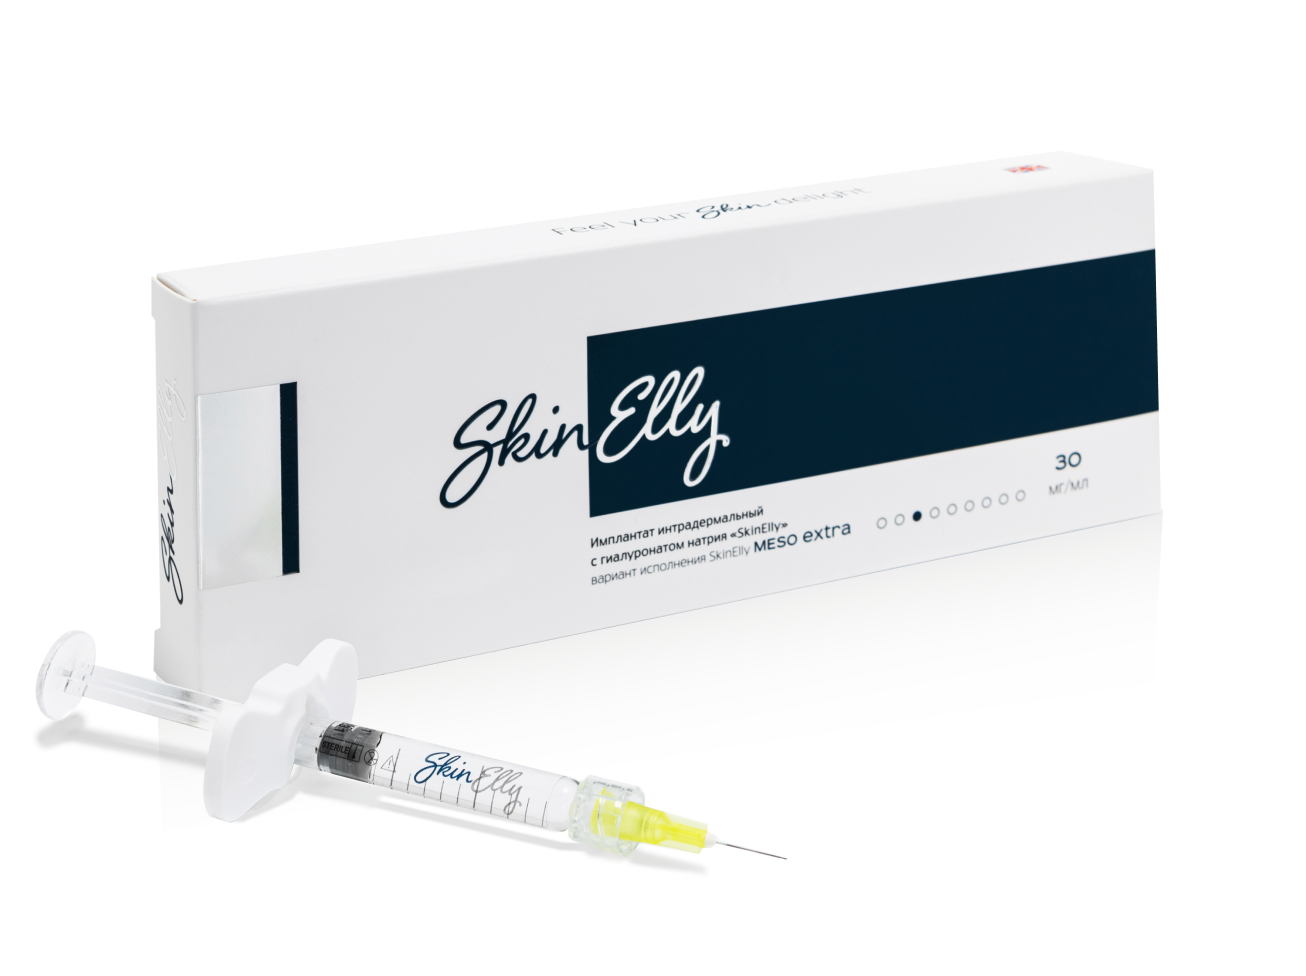 Feel your Skin delight
SkinElly
SkinElly
Имплантат интрадермальный
с гиалуронатом натрия «SkinElly»
вариант исполнения SkinElly MESO extra
30
мг/мл
STERILE
SkinElly